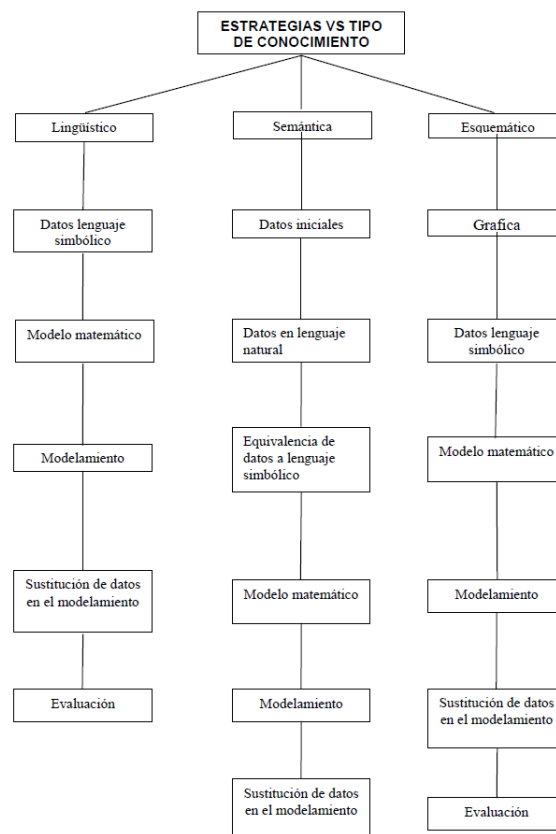 ESTRATEGIAS VS TIPO
DE CONOCIMIENTO
Lingüístico
Datos lenguaje
simbólico
Modelo matemático
Modelamiento
Sustitución de datos
en el modelamiento
Evaluación
Semántica
Datos iniciales
Datos en lenguaje
natural
Equivalencia de
datos a lenguaje
simbólico
Modelo matemático
Modelamiento
Sustitución de datos
en el modelamiento
Esquemático
Grafica
Datos lenguaje
simbólico
Modelo matemático
Modelamiento
Sustitución de datos
en el modelamiento
Evaluación